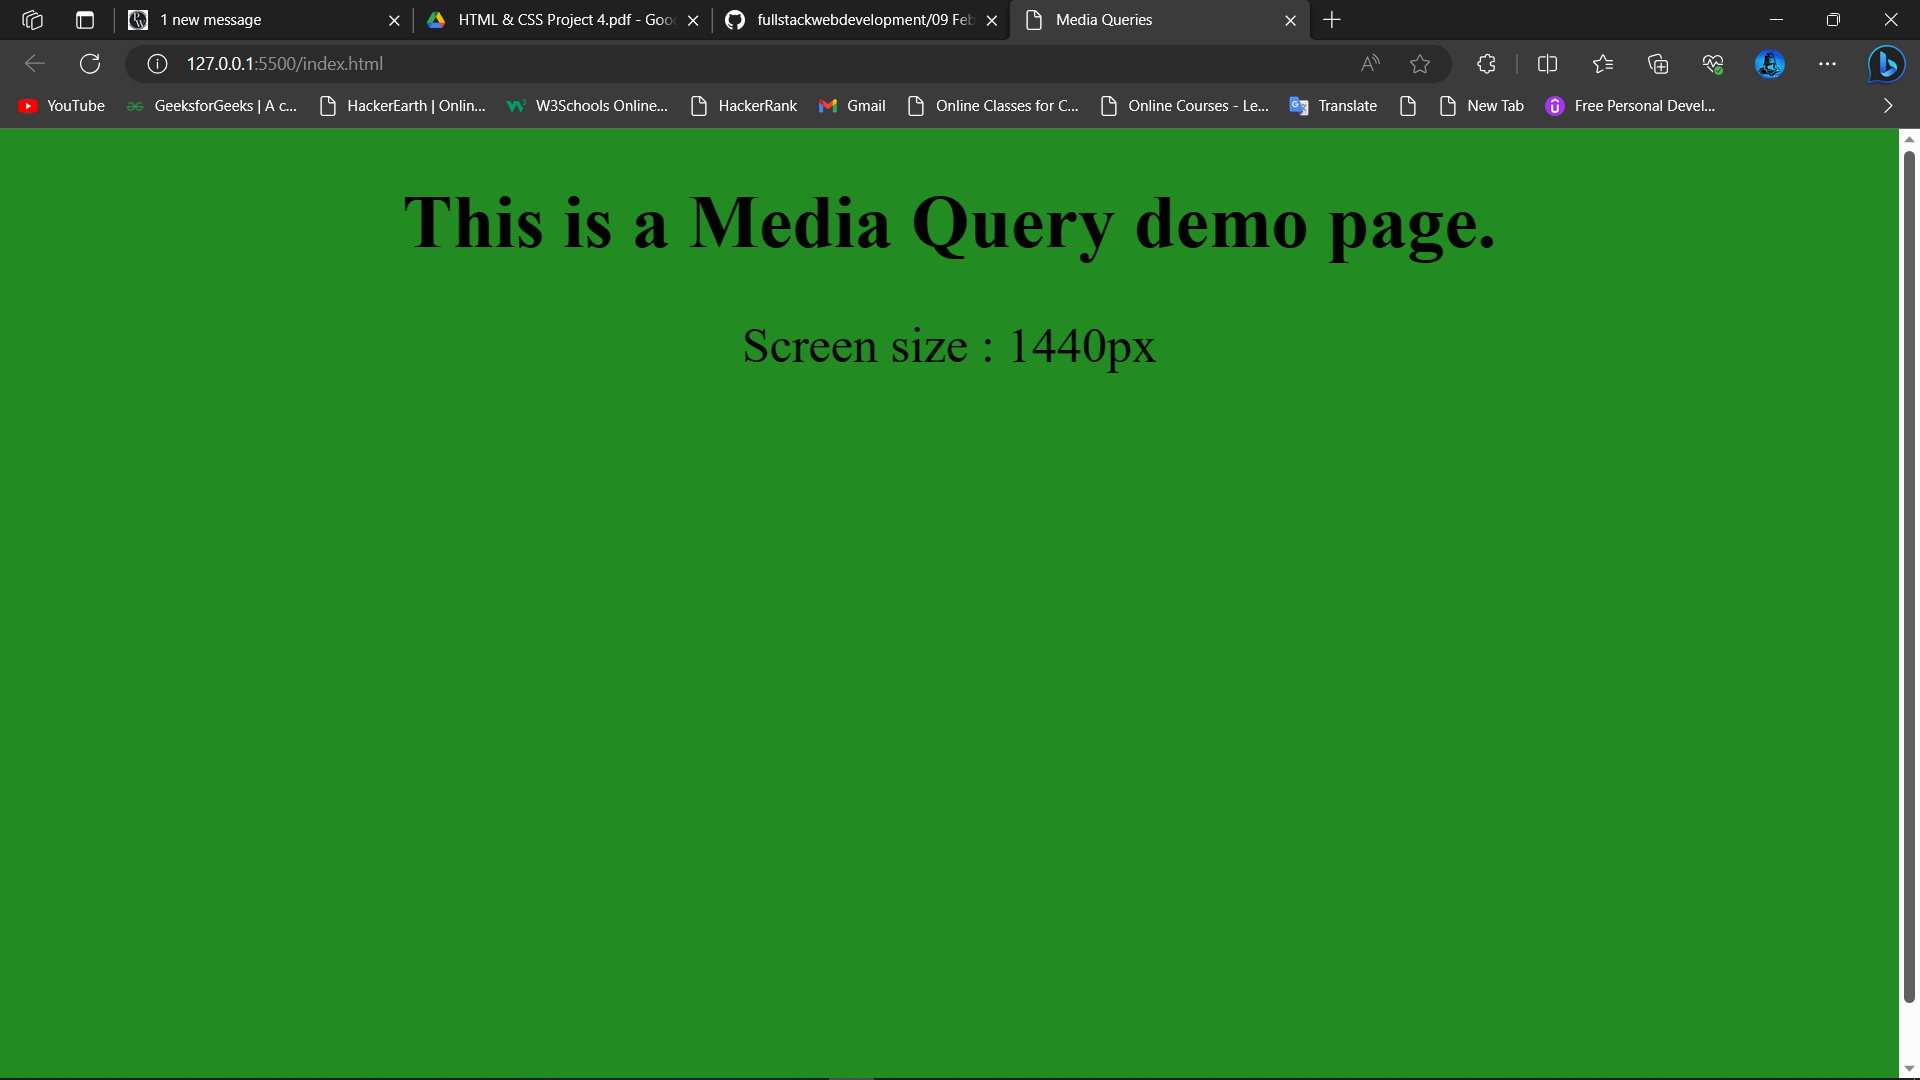 1 new message
HTML & CSS Project 4.pdf - Goo
fullstackwebdevelopment/09 Feb
Media Queries
127.0.0.1:5500/index.html
YouTube
GeeksforGeeks | A c...
HackerEarth | Onlin...
W3Schools Online...
HackerRank
Gmail
Online Classes for C...
Online Courses - Le...
Translate
New Tab
Free Personal Devel...
This is a Media Query demo page.
Screen size : 1440px